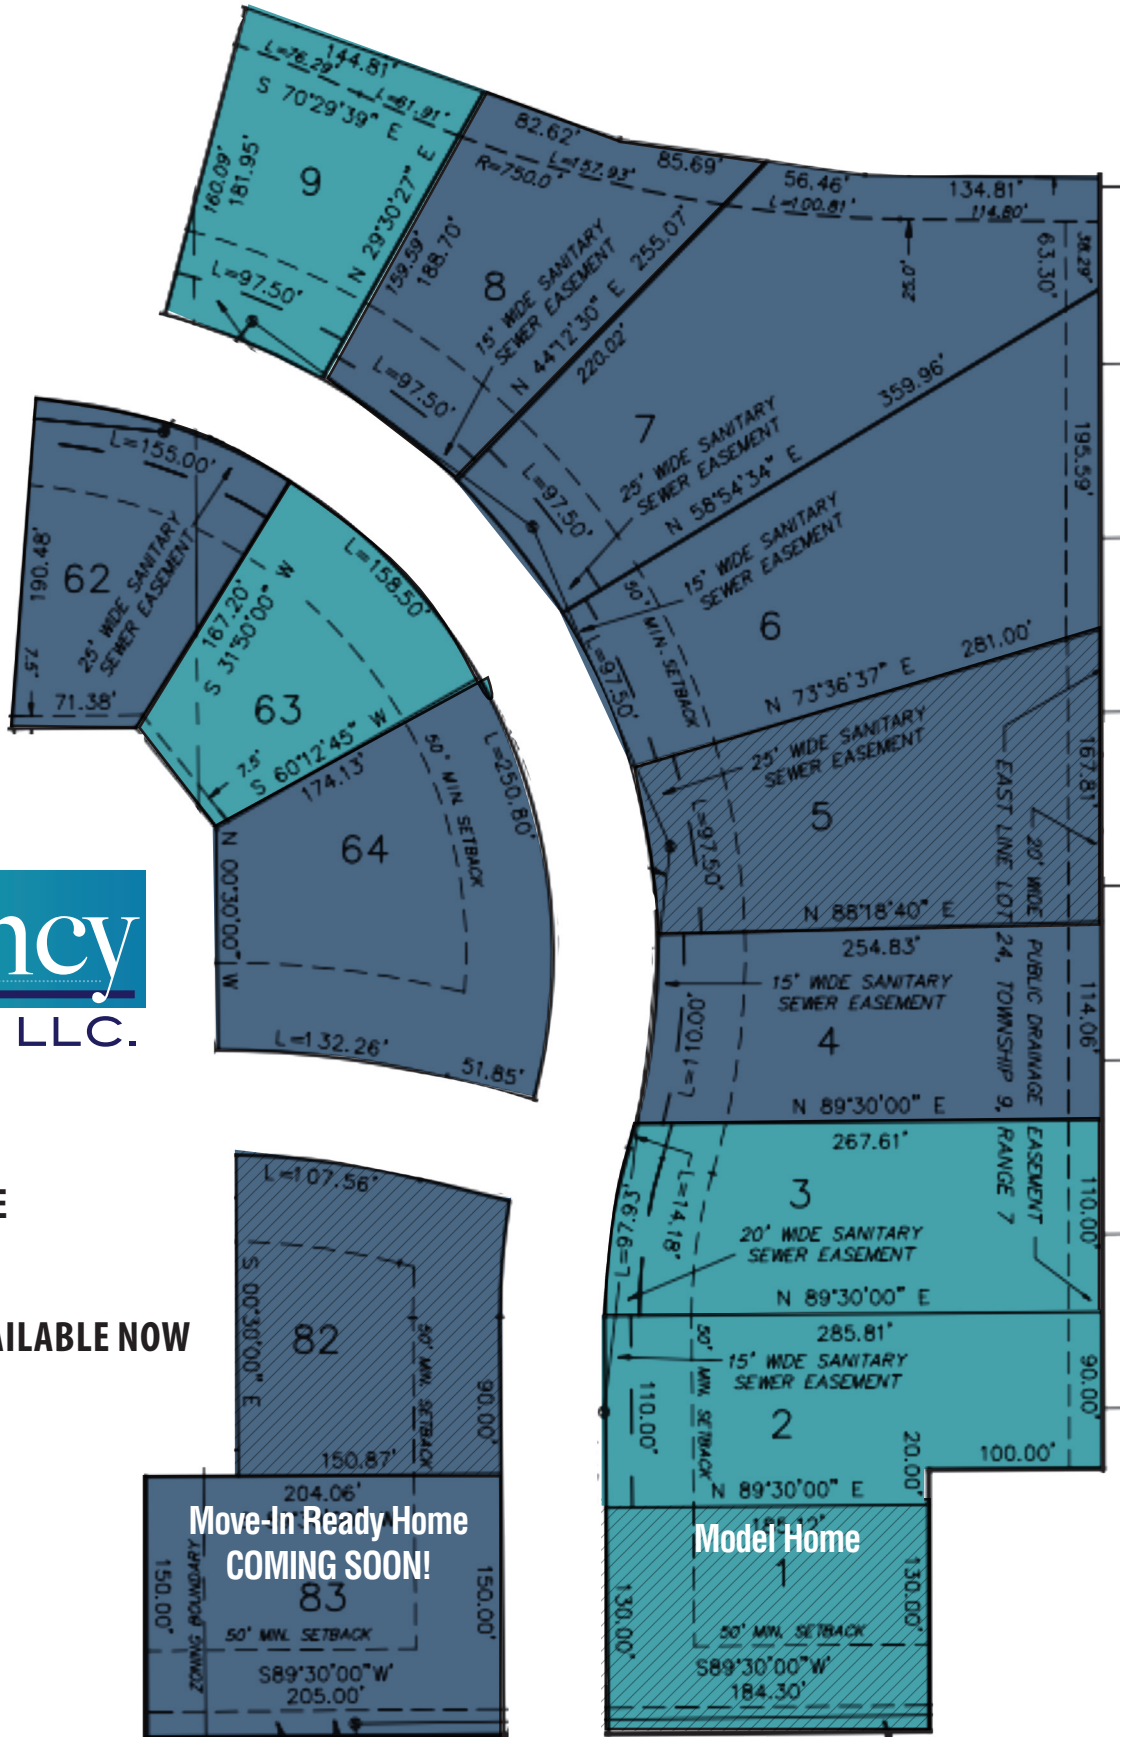 144.81'
L=76.29'
L=61.91'
S 70°29'39" E
160.09'
181.95'
9
N 29°30'27" E
L=97.50'
82.62'
85.69'
L=157.93'
R=750.0'
159.59'
188.70'
8
15' WIDE SANITARY
SEWER EASEMENT
N 44°12'30" E
255.07'
220.02'
L=97.50'
56.46'
134.81'
L=100.81'
114.80'
38.29'
63.30'
7
25' WIDE SANITARY
SEWER EASEMENT
N 58°54'34" E
359.96'
L=97.50'
195.59'
15' WIDE SANITARY
SEWER EASEMENT
6
50' MIN. SETBACK
L=97.50'
N 73°36'37" E
281.00'
25' WIDE SANITARY
SEWER EASEMENT
5
L=97.50'
167.81'
N 88°18'40" E
254.83'
EAST LINE LOT 24, TOWNSHIP 9, RANGE 7
20' WIDE PUBLIC DRAINAGE EASEMENT
15' WIDE SANITARY
SEWER EASEMENT
4
L=110.00'
114.06'
N 89°30'00" E
267.61'
3
L=97.93'
L=14.18'
20' WIDE SANITARY
SEWER EASEMENT
110.00'
N 89°30'00" E
285.81'
15' WIDE SANITARY
SEWER EASEMENT
2
110.00'
50' MIN. SETBACK
90.00'
20.00'
100.00'
N 89°30'00" E
185.12'
Model Home
1
130.00'
130.00'
50' MIN. SETBACK
S89°30'00"W'
184.30'
L=155.00'
190.48'
62
25' WIDE SANITARY
SEWER EASEMENT
7.5'
71.38'
167.20'
S 31°50'00" W
L=158.50'
63
7.5'
S 60°12'45" W
174.13'
64
50' MIN. SETBACK
L=250.80'
N 00°30'00" W
L=132.26'
51.85'
ncy
LLC.
E
AILABLE NOW
L=107.56'
S 00°30'00" E
82
50' MIN. SETBACK
90.00'
150.87'
204.06'
Move-In Ready Home
COMING SOON!
83
150.00'
150.00'
ZONING BOUNDARY
50' MIN. SETBACK
S89°30'00"W'
205.00'